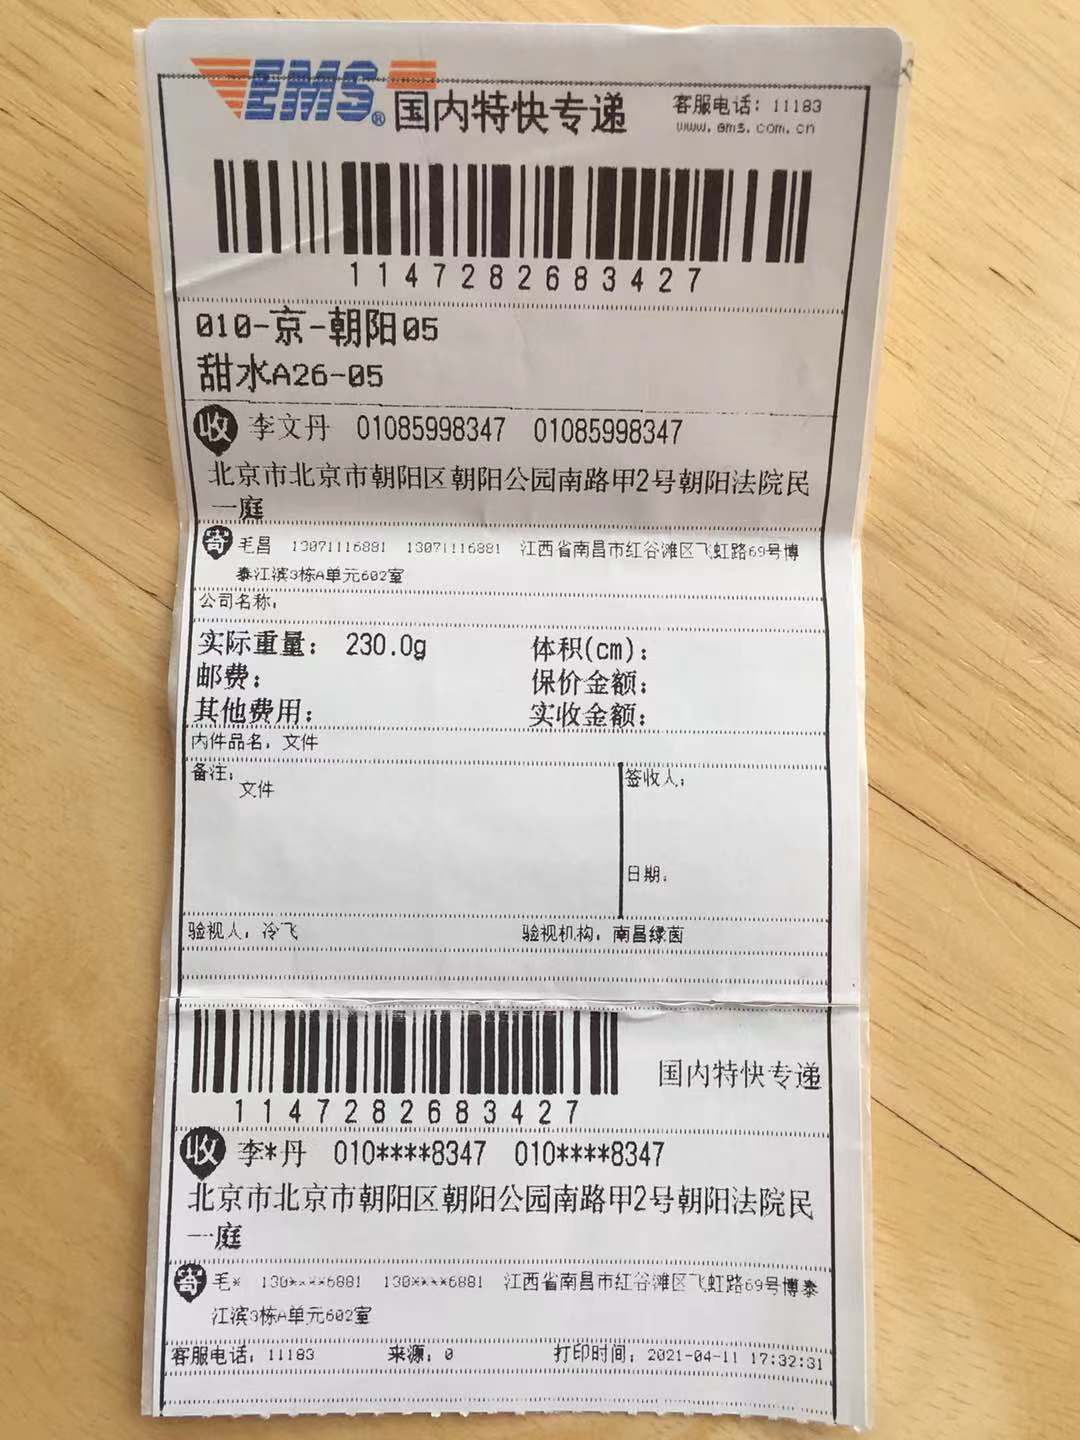 EMS® 国内特快专递
客服电话：11183
www.ems.com.cn
1147282683427
010-京-朝阳05
甜水A26-05
收 李文丹 01085998347 01085998347
北京市北京市朝阳区朝阳公园南路甲2号朝阳法院民
一庭
寄 毛昌 13071116881 13071116881 江西省南昌市红谷滩区飞虹路69号博
泰江滨3栋A单元602室
公司名称：
实际重量： 230.0g 体积(cm)：
邮费： 保价金额：
其他费用： 实收金额：
内件品名：文件
备注： 签收人：
文件
日期：
验视人：冷飞 验视机构：南昌绿茵
国内特快专递
1147282683427
收 李*丹 010****8347 010****8347
北京市北京市朝阳区朝阳公园南路甲2号朝阳法院民
一庭
寄 毛* 130****6881 130****6881 江西省南昌市红谷滩区飞虹路69号博泰
江滨3栋A单元602室
客服电话：11183 来源：0 打印时间：2021-04-11 17:32:31